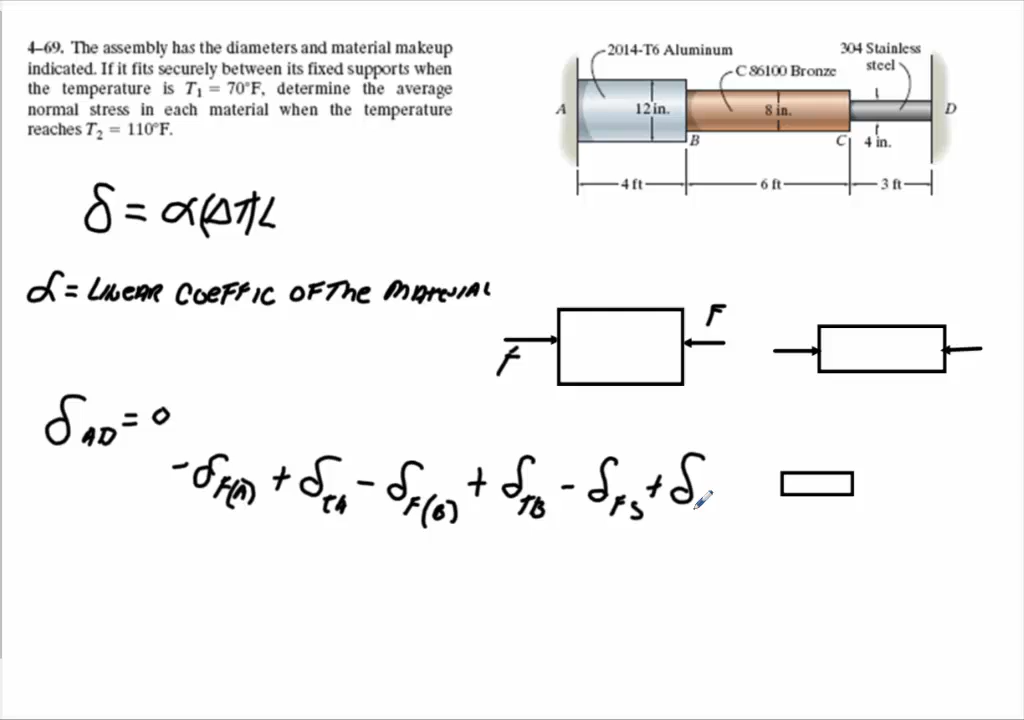 4–69. The assembly has the diameters and material makeup
indicated. If it fits securely between its fixed supports when
the temperature is T₁ = 70°F, determine the average
normal stress in each material when the temperature
reaches T₂ = 110°F.
2014-T6 Aluminum
304 Stainless
steel
C 86100 Bronze
A
12 in.
8 in.
D
B
C
4 in.
4 ft
6 ft
3 ft
δ = α(ΔT)L
α = LINEAR COEFFIC OF THE MATERIAL
F
F
δ_AD = 0
-δ_F(A) + δ_TA - δ_F(B) + δ_TB - δ_FS + δ